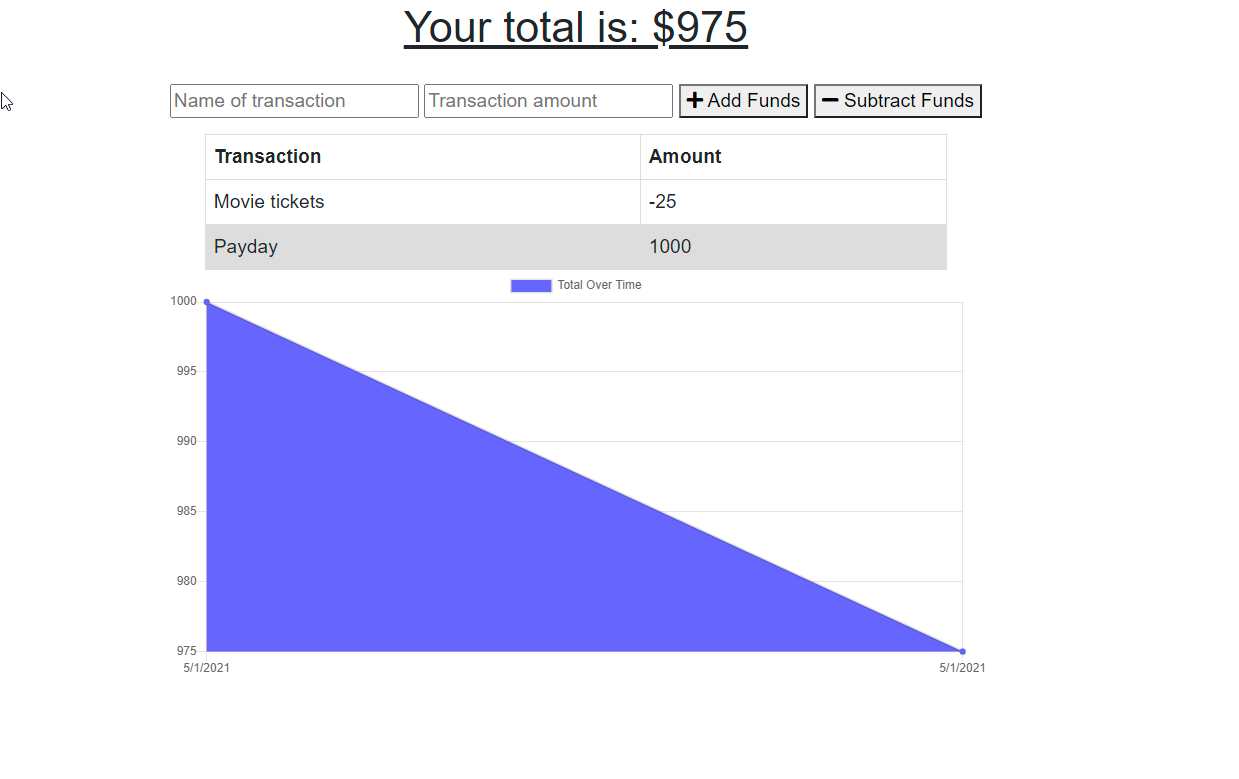 Your total is: $975
Name of transaction Transaction amount Add Funds Subtract Funds
Transaction Amount
Movie tickets -25
Payday 1000
Total Over Time
1000
995
990
985
980
975
5/1/2021 5/1/2021